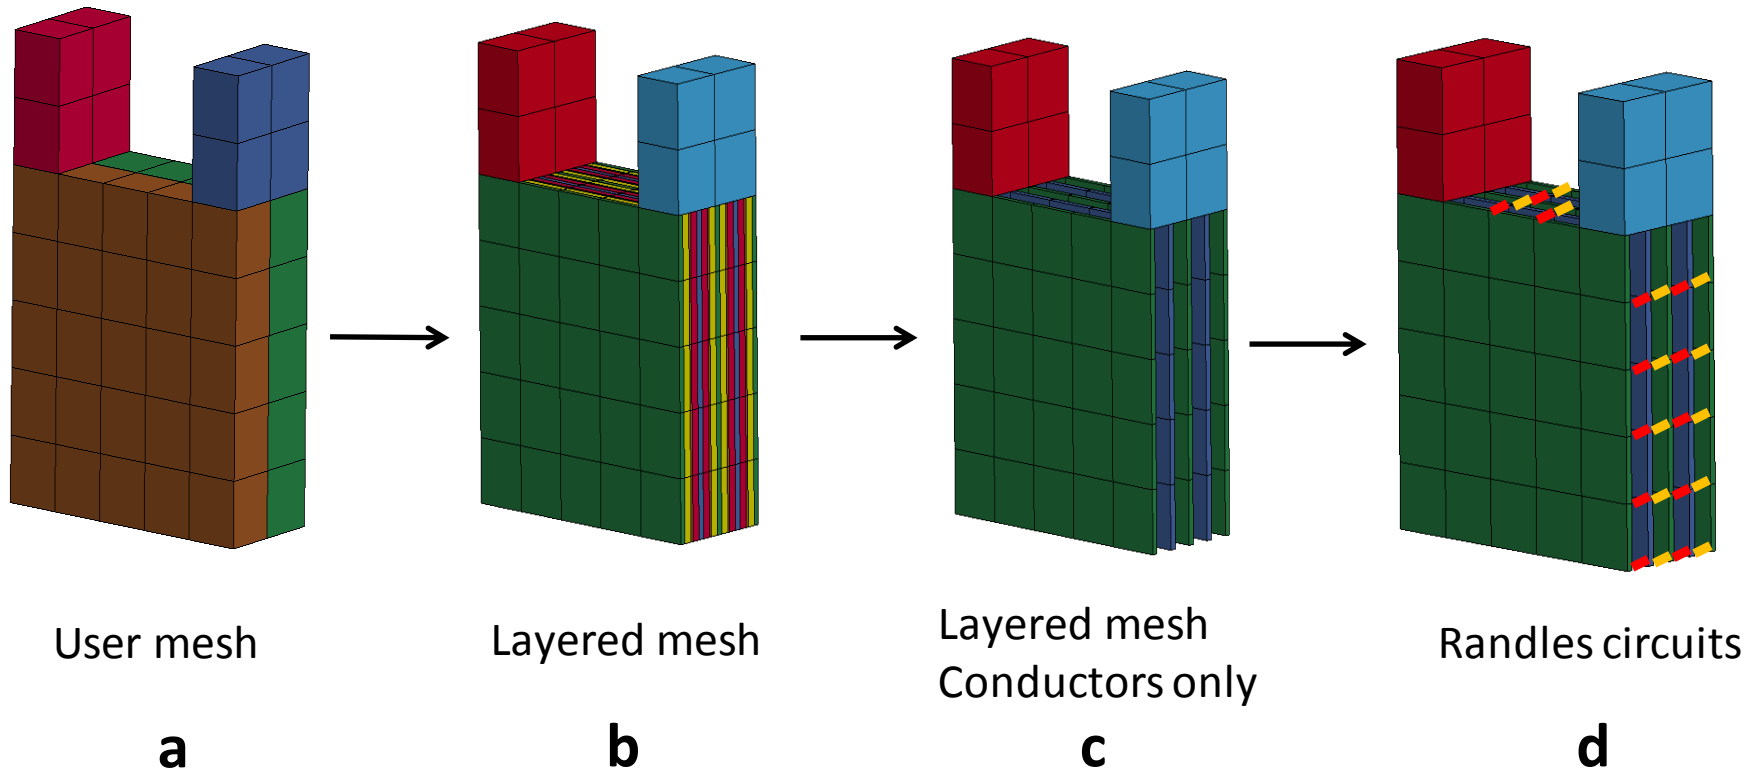 User mesh
Layered mesh
Layered mesh
Conductors only
Randles circuits
a
b
c
d